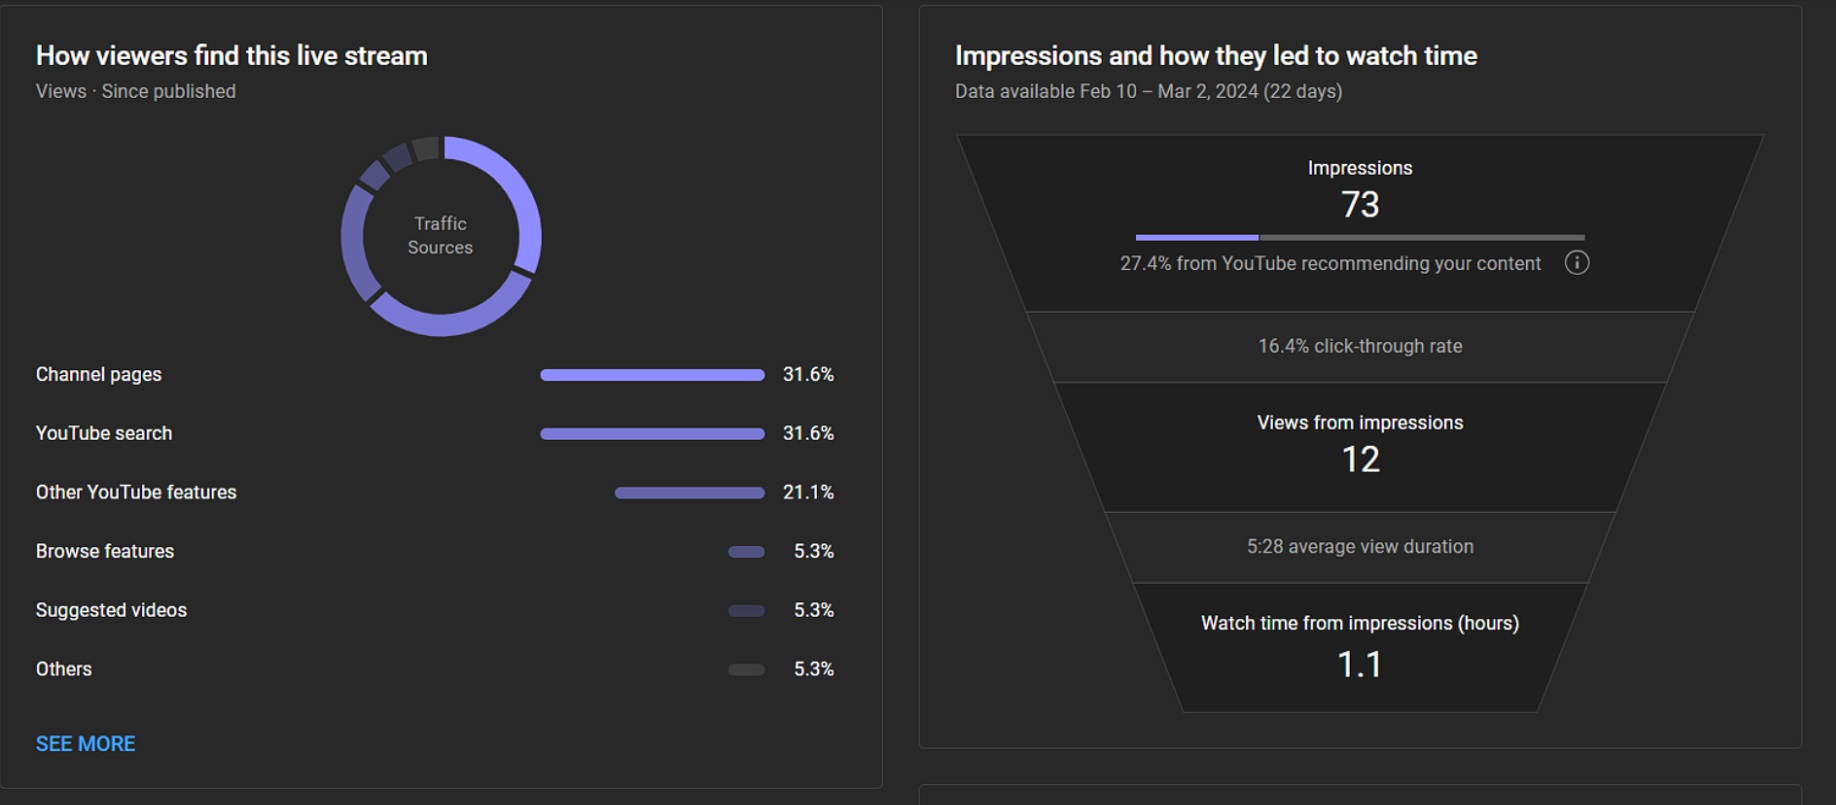 How viewers find this live stream
Views · Since published
Traffic
Sources
Channel pages 31.6%
YouTube search 31.6%
Other YouTube features 21.1%
Browse features 5.3%
Suggested videos 5.3%
Others 5.3%
SEE MORE
Impressions and how they led to watch time
Data available Feb 10 – Mar 2, 2024 (22 days)
Impressions
73
27.4% from YouTube recommending your content
16.4% click-through rate
Views from impressions
12
5:28 average view duration
Watch time from impressions (hours)
1.1